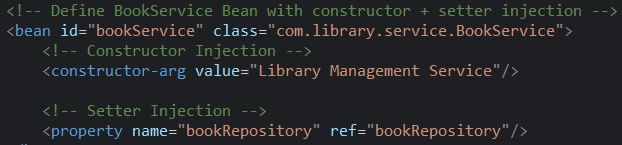 <!-- Define BookService Bean with constructor + setter injection -->
<bean id="bookService" class="com.library.service.BookService">
    <!-- Constructor Injection -->
    <constructor-arg value="Library Management Service"/>

    <!-- Setter Injection -->
    <property name="bookRepository" ref="bookRepository"/>